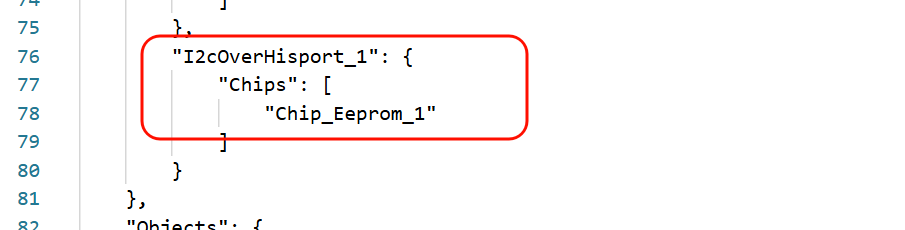 74 ]
75 },
76 "I2cOverHisport_1": {
77 "Chips": [
78 "Chip_Eeprom_1"
79 ]
80 }
81 },
82 "Objects": {